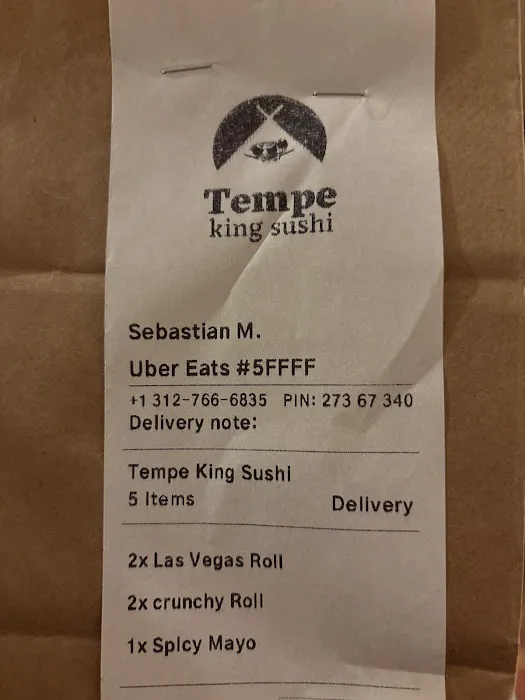 Tempe
king sushi
Sebastian M.
Uber Eats #5FFFF
+1 312-766-6835 PIN: 273 67 340
Delivery note:
Tempe King Sushi
5 Items Delivery
2x Las Vegas Roll
2x crunchy Roll
1x Spicy Mayo